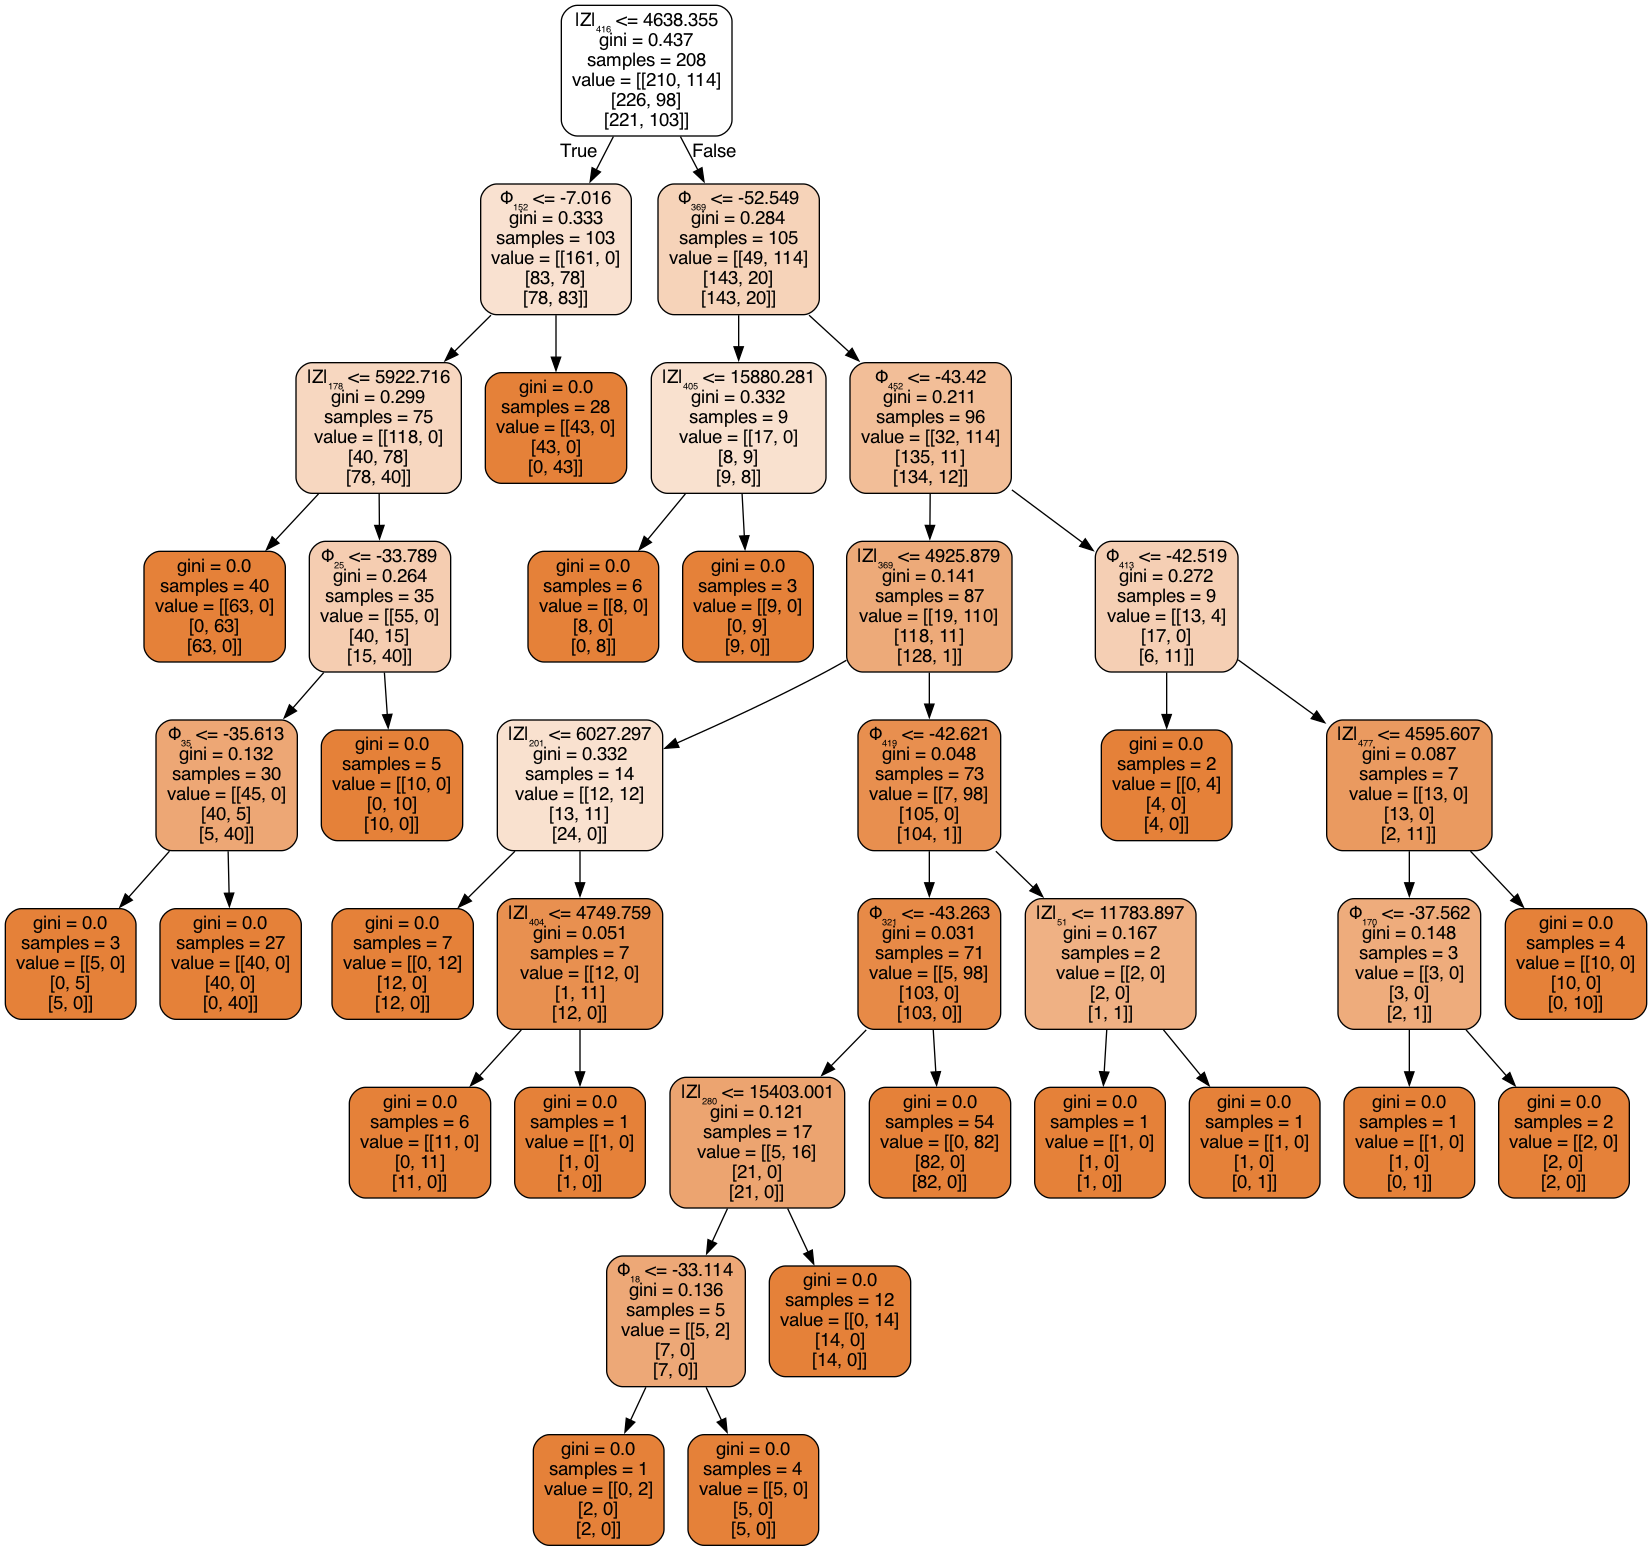 |Z|₄₁₆ <= 4638.355
gini = 0.437
samples = 208
value = [[210, 114]
[226, 98]
[221, 103]]
True
False
Φ₁₅₂ <= -7.016
gini = 0.333
samples = 103
value = [[161, 0]
[83, 78]
[78, 83]]
Φ₃₆₉ <= -52.549
gini = 0.284
samples = 105
value = [[49, 114]
[143, 20]
[143, 20]]
|Z|₁₇₈ <= 5922.716
gini = 0.299
samples = 75
value = [[118, 0]
[40, 78]
[78, 40]]
gini = 0.0
samples = 28
value = [[43, 0]
[43, 0]
[0, 43]]
|Z|₄₀₅ <= 15880.281
gini = 0.332
samples = 9
value = [[17, 0]
[8, 9]
[9, 8]]
Φ₄₅₂ <= -43.42
gini = 0.211
samples = 96
value = [[32, 114]
[135, 11]
[134, 12]]
gini = 0.0
samples = 40
value = [[63, 0]
[0, 63]
[63, 0]]
Φ₂₅ <= -33.789
gini = 0.264
samples = 35
value = [[55, 0]
[40, 15]
[15, 40]]
gini = 0.0
samples = 6
value = [[8, 0]
[8, 0]
[0, 8]]
gini = 0.0
samples = 3
value = [[9, 0]
[0, 9]
[9, 0]]
|Z|₃₆₉ <= 4925.879
gini = 0.141
samples = 87
value = [[19, 110]
[118, 11]
[128, 1]]
Φ₄₁₃ <= -42.519
gini = 0.272
samples = 9
value = [[13, 4]
[17, 0]
[6, 11]]
Φ₃₅ <= -35.613
gini = 0.132
samples = 30
value = [[45, 0]
[40, 5]
[5, 40]]
gini = 0.0
samples = 5
value = [[10, 0]
[0, 10]
[10, 0]]
|Z|₂₀₁ <= 6027.297
gini = 0.332
samples = 14
value = [[12, 12]
[13, 11]
[24, 0]]
Φ₄₁₉ <= -42.621
gini = 0.048
samples = 73
value = [[7, 98]
[105, 0]
[104, 1]]
gini = 0.0
samples = 2
value = [[0, 4]
[4, 0]
[4, 0]]
|Z|₄₇₇ <= 4595.607
gini = 0.087
samples = 7
value = [[13, 0]
[13, 0]
[2, 11]]
gini = 0.0
samples = 3
value = [[5, 0]
[0, 5]
[5, 0]]
gini = 0.0
samples = 27
value = [[40, 0]
[40, 0]
[0, 40]]
gini = 0.0
samples = 7
value = [[0, 12]
[12, 0]
[12, 0]]
|Z|₄₀₄ <= 4749.759
gini = 0.051
samples = 7
value = [[12, 0]
[1, 11]
[12, 0]]
Φ₃₂₁ <= -43.263
gini = 0.031
samples = 71
value = [[5, 98]
[103, 0]
[103, 0]]
|Z|₅₁ <= 11783.897
gini = 0.167
samples = 2
value = [[2, 0]
[2, 0]
[1, 1]]
Φ₁₇₀ <= -37.562
gini = 0.148
samples = 3
value = [[3, 0]
[3, 0]
[2, 1]]
gini = 0.0
samples = 4
value = [[10, 0]
[10, 0]
[0, 10]]
gini = 0.0
samples = 6
value = [[11, 0]
[0, 11]
[11, 0]]
gini = 0.0
samples = 1
value = [[1, 0]
[1, 0]
[1, 0]]
|Z|₂₈₀ <= 15403.001
gini = 0.121
samples = 17
value = [[5, 16]
[21, 0]
[21, 0]]
gini = 0.0
samples = 54
value = [[0, 82]
[82, 0]
[82, 0]]
gini = 0.0
samples = 1
value = [[1, 0]
[1, 0]
[1, 0]]
gini = 0.0
samples = 1
value = [[1, 0]
[1, 0]
[0, 1]]
gini = 0.0
samples = 1
value = [[1, 0]
[1, 0]
[0, 1]]
gini = 0.0
samples = 2
value = [[2, 0]
[2, 0]
[2, 0]]
Φ₁₈ <= -33.114
gini = 0.136
samples = 5
value = [[5, 2]
[7, 0]
[7, 0]]
gini = 0.0
samples = 12
value = [[0, 14]
[14, 0]
[14, 0]]
gini = 0.0
samples = 1
value = [[0, 2]
[2, 0]
[2, 0]]
gini = 0.0
samples = 4
value = [[5, 0]
[5, 0]
[5, 0]]